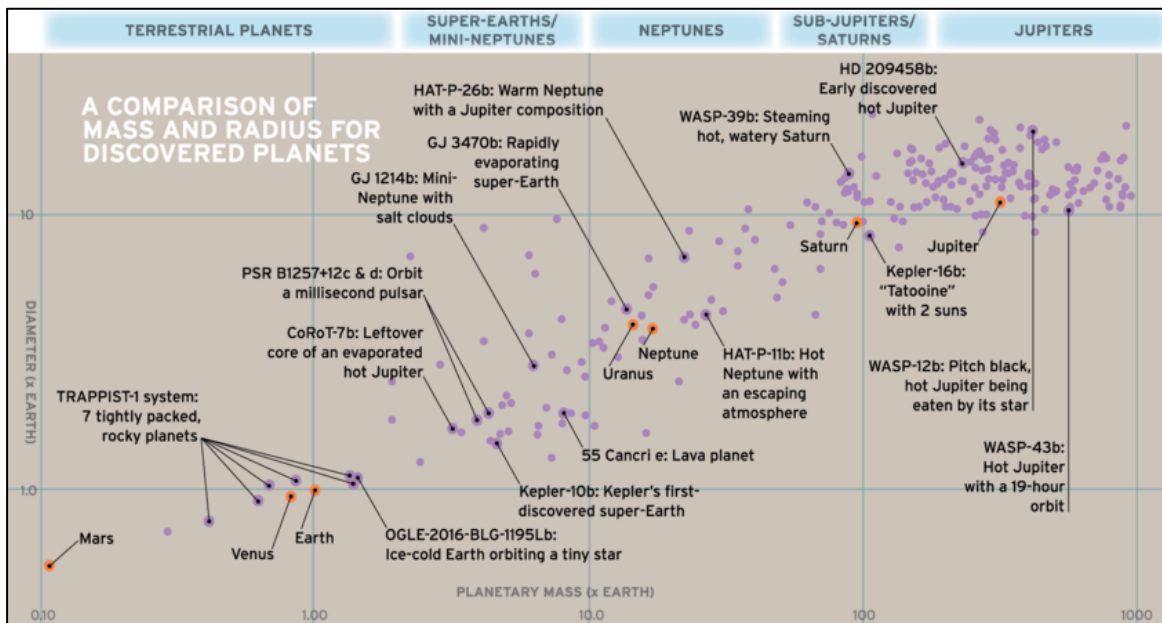 TERRESTRIAL PLANETS
SUPER-EARTHS/
MINI-NEPTUNES
NEPTUNES
SUB-JUPITERS/
SATURNS
JUPITERS
A COMPARISON OF
MASS AND RADIUS FOR
DISCOVERED PLANETS
HAT-P-26b: Warm Neptune
with a Jupiter composition
HD 209458b:
Early discovered
hot Jupiter
WASP-39b: Steaming
hot, watery Saturn
GJ 3470b: Rapidly
evaporating
super-Earth
GJ 1214b: Mini-
Neptune with
salt clouds
10
Saturn
Jupiter
PSR B1257+12c & d: Orbit
a millisecond pulsar
Kepler-16b:
“Tatooine”
with 2 suns
CoRoT-7b: Leftover
core of an evaporated
hot Jupiter
Uranus
Neptune
HAT-P-11b: Hot
Neptune with
an escaping
atmosphere
WASP-12b: Pitch black,
hot Jupiter being
eaten by its star
DIAMETER (x EARTH)
TRAPPIST-1 system:
7 tightly packed,
rocky planets
55 Cancri e: Lava planet
WASP-43b:
Hot Jupiter
with a 19-hour
orbit
1.0
Kepler-10b: Kepler’s first-
discovered super-Earth
Mars
Venus
Earth
OGLE-2016-BLG-1195Lb:
Ice-cold Earth orbiting a tiny star
PLANETARY MASS (x EARTH)
0.10
1.00
10.0
100
1000